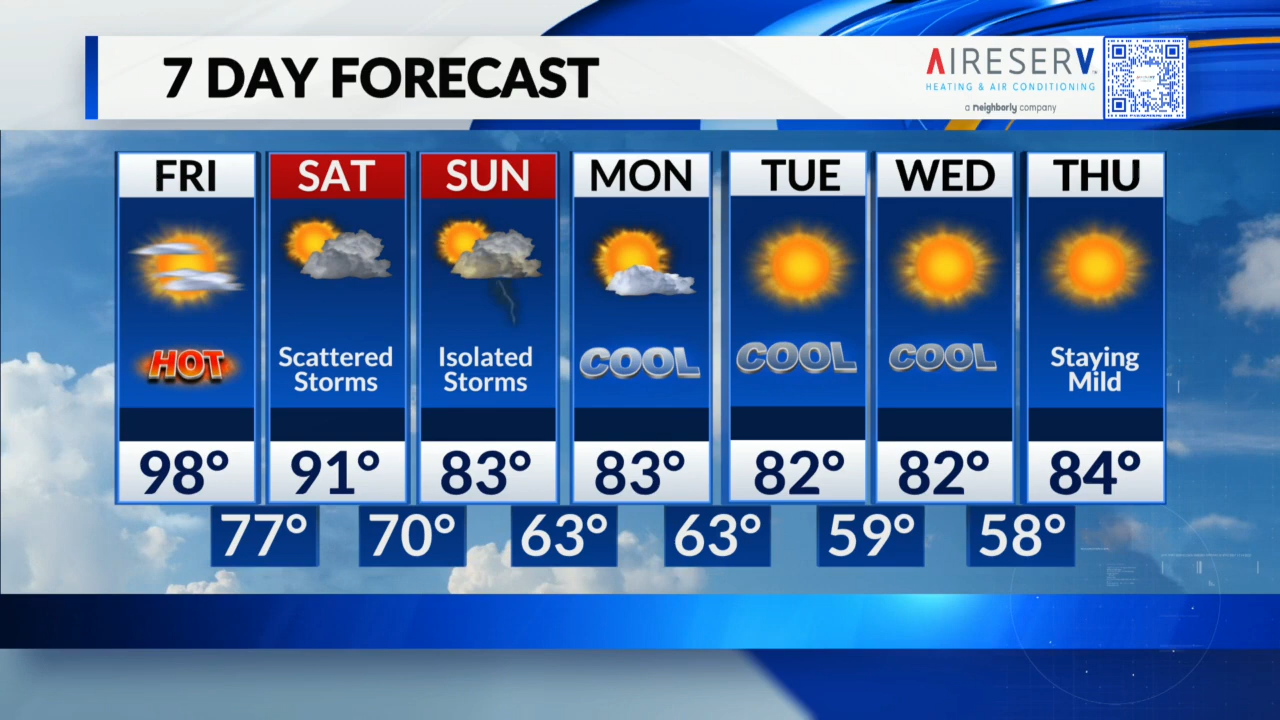 7 DAY FORECAST
AIRESERV
HEATING & AIR CONDITIONING
a neighborly company
FRI SAT SUN MON TUE WED THU
HOT
Scattered
Storms
Isolated
Storms
COOL
COOL
COOL
Staying
Mild
98° 91° 83° 83° 82° 82° 84°
77° 70° 63° 63° 59° 58°